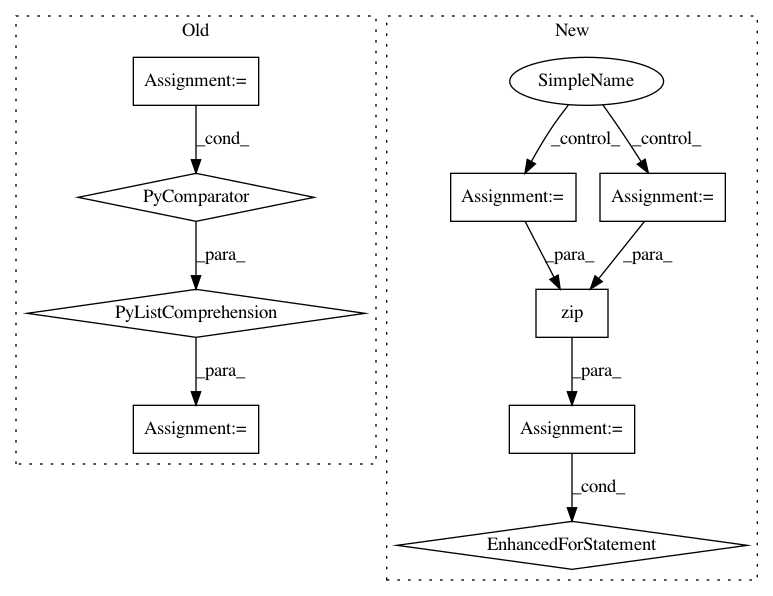 Old
New
Assignment:=
SimpleName
_cond_
_control_
_control_
PyComparator
Assignment:=
Assignment:=
_para_
_para_
_para_
PyListComprehension
zip
_para_
_para_
Assignment:=
Assignment:=
_cond_
EnhancedForStatement